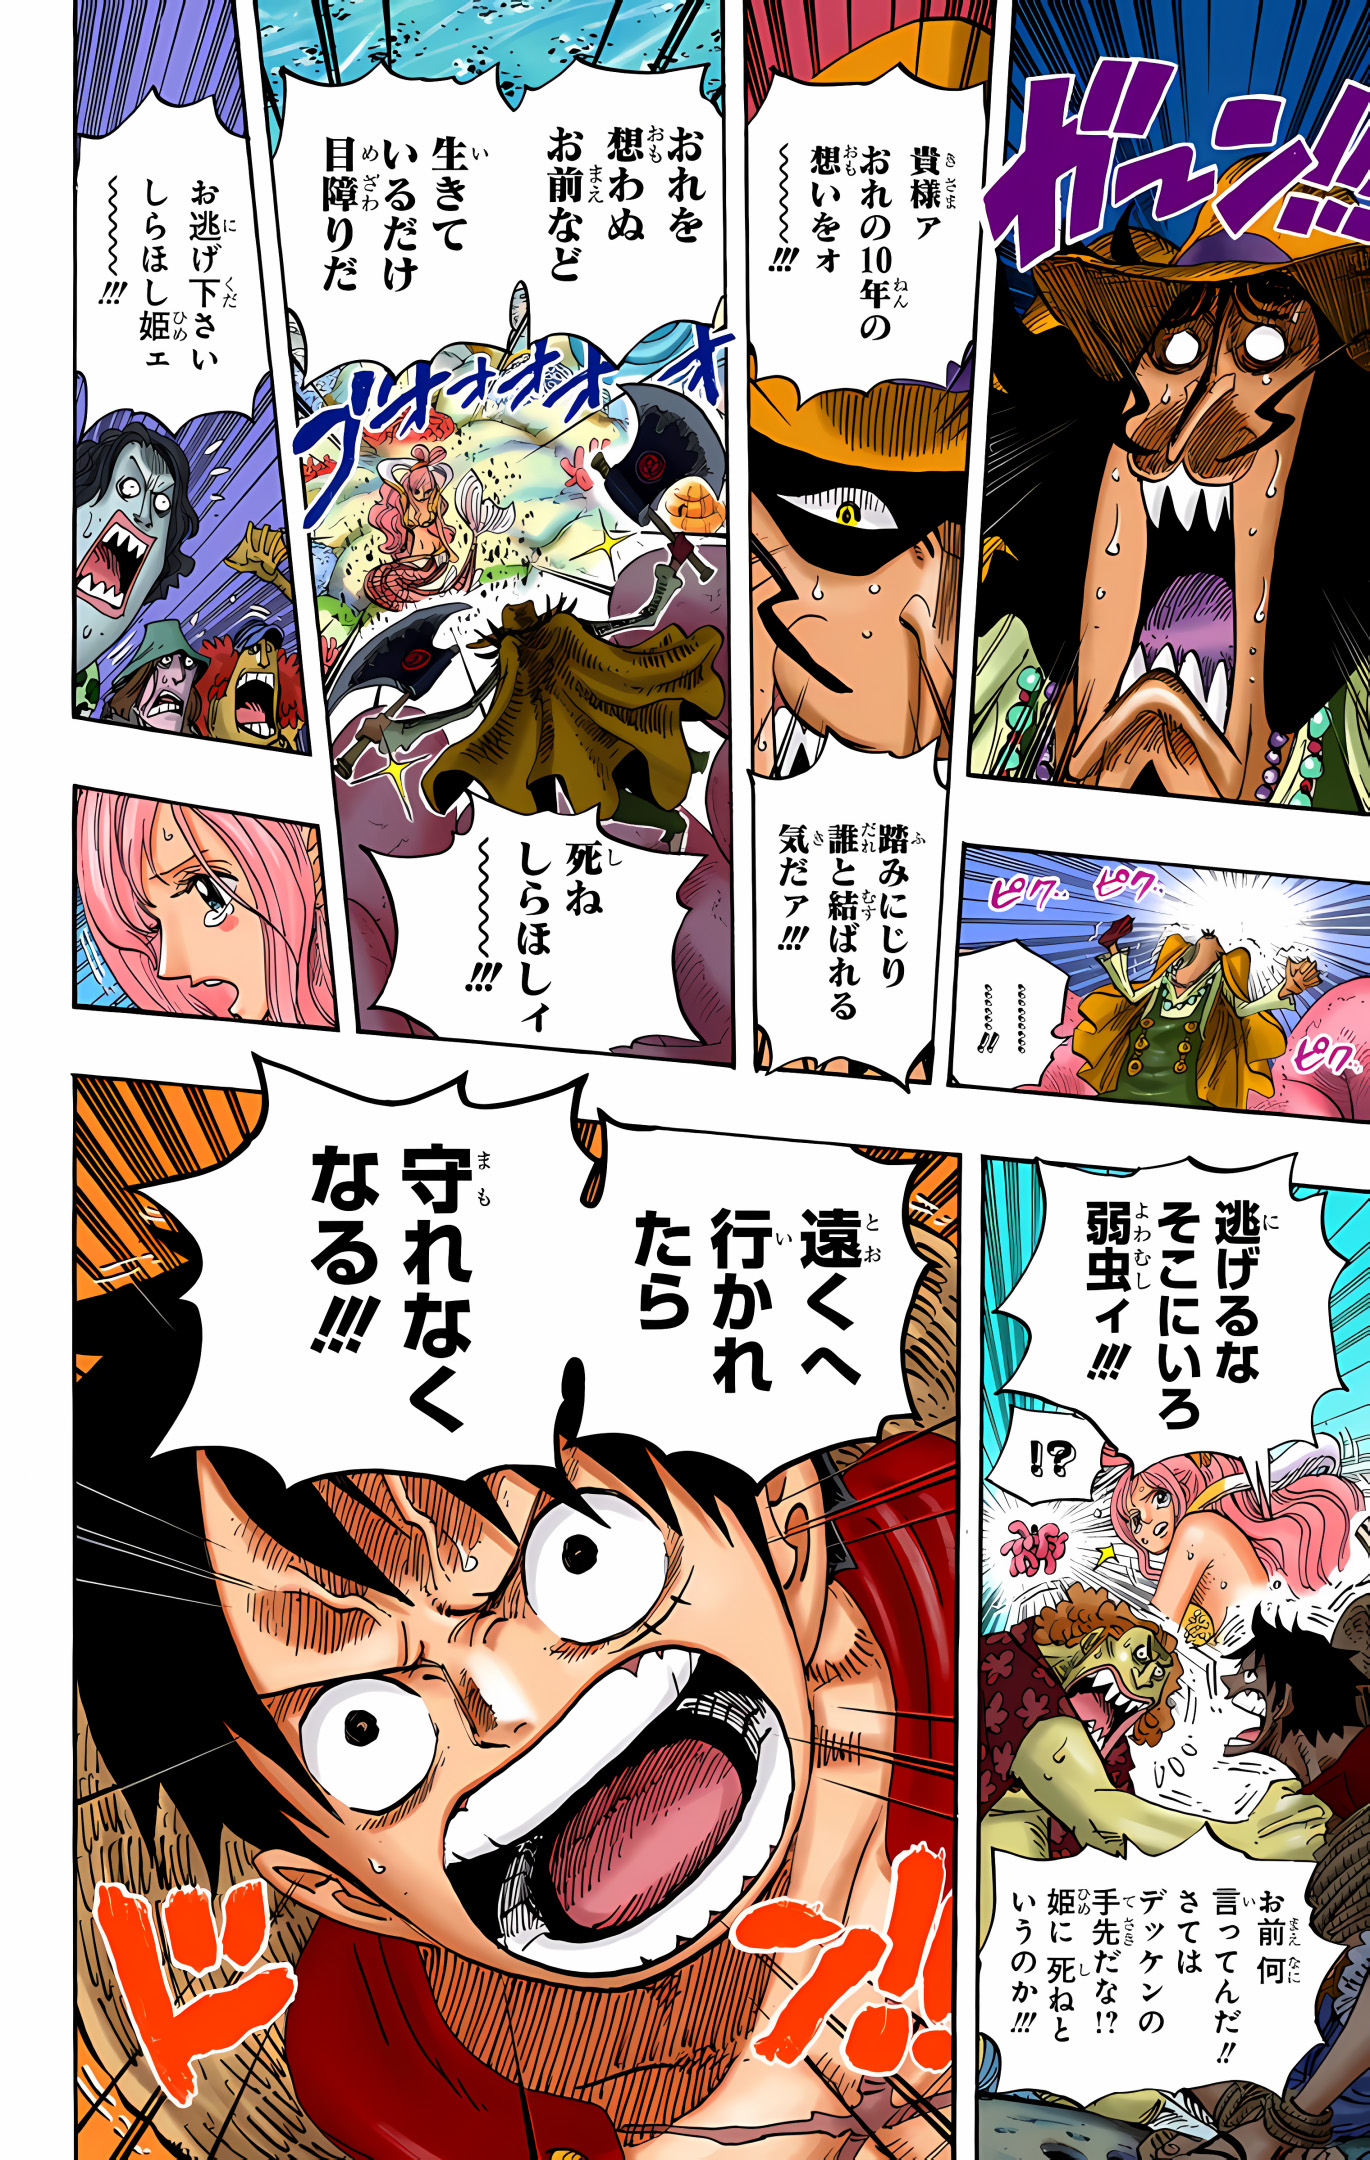 ガーン!!!
ピク‥
ピク‥
ピク‥
…………
…………!!
貴様ァ
おれの10年の
想いをォ
〜〜〜〜!!!
踏みにじり
誰と結ばれる
気だァ!!!
おれを
想わぬ
お前など
生きて
いるだけ
目障りだ
ブオォオオオ
死ね
しらほしィ
〜〜〜〜!!!
お逃げ下さい
しらほし姫ェ
〜〜〜〜!!!
逃げるな
そこにいろ
弱虫ィ!!!
!?
お前 何
言ってんだ!!
さては
デッケンの
手先だな!?
姫に 死ねと
いうのか!!!
遠くへ
行かれ
たら
守れなく
なる!!!
ドン!!